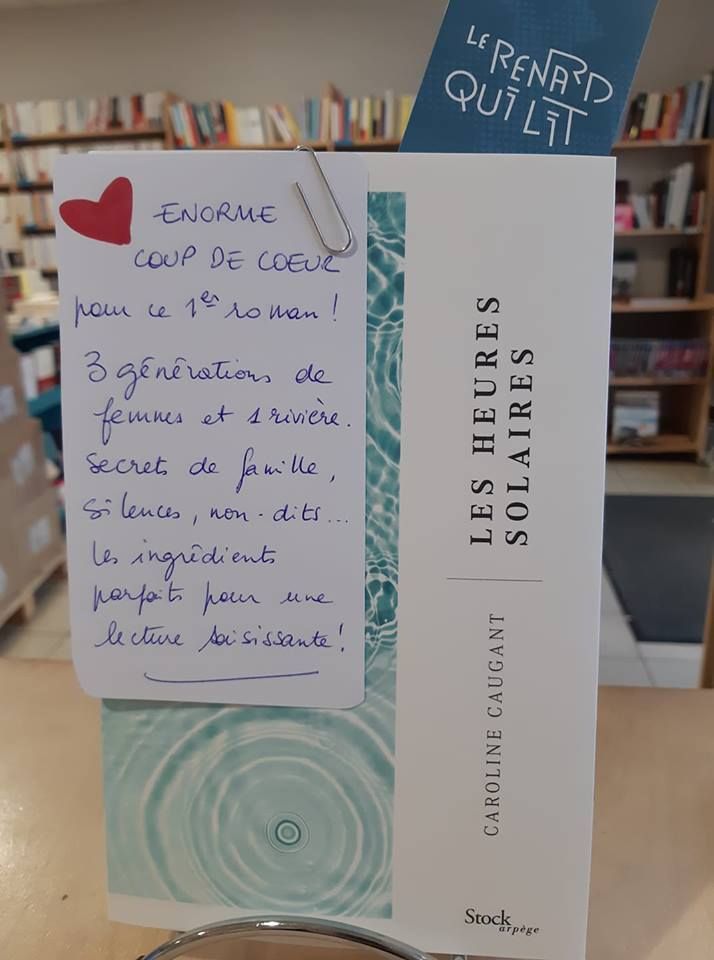 LE RENARD
QUI LIT
ENORME
COUP DE COEUR
pour ce 1er roman !
3 générations de
femmes et 1 rivière.
Secrets de famille,
silences, non-dits...
les ingrédients
parfaits pour une
lecture saisissante !
LES HEURES
SOLAIRES
CAROLINE CAUGANT
Stock
arpège